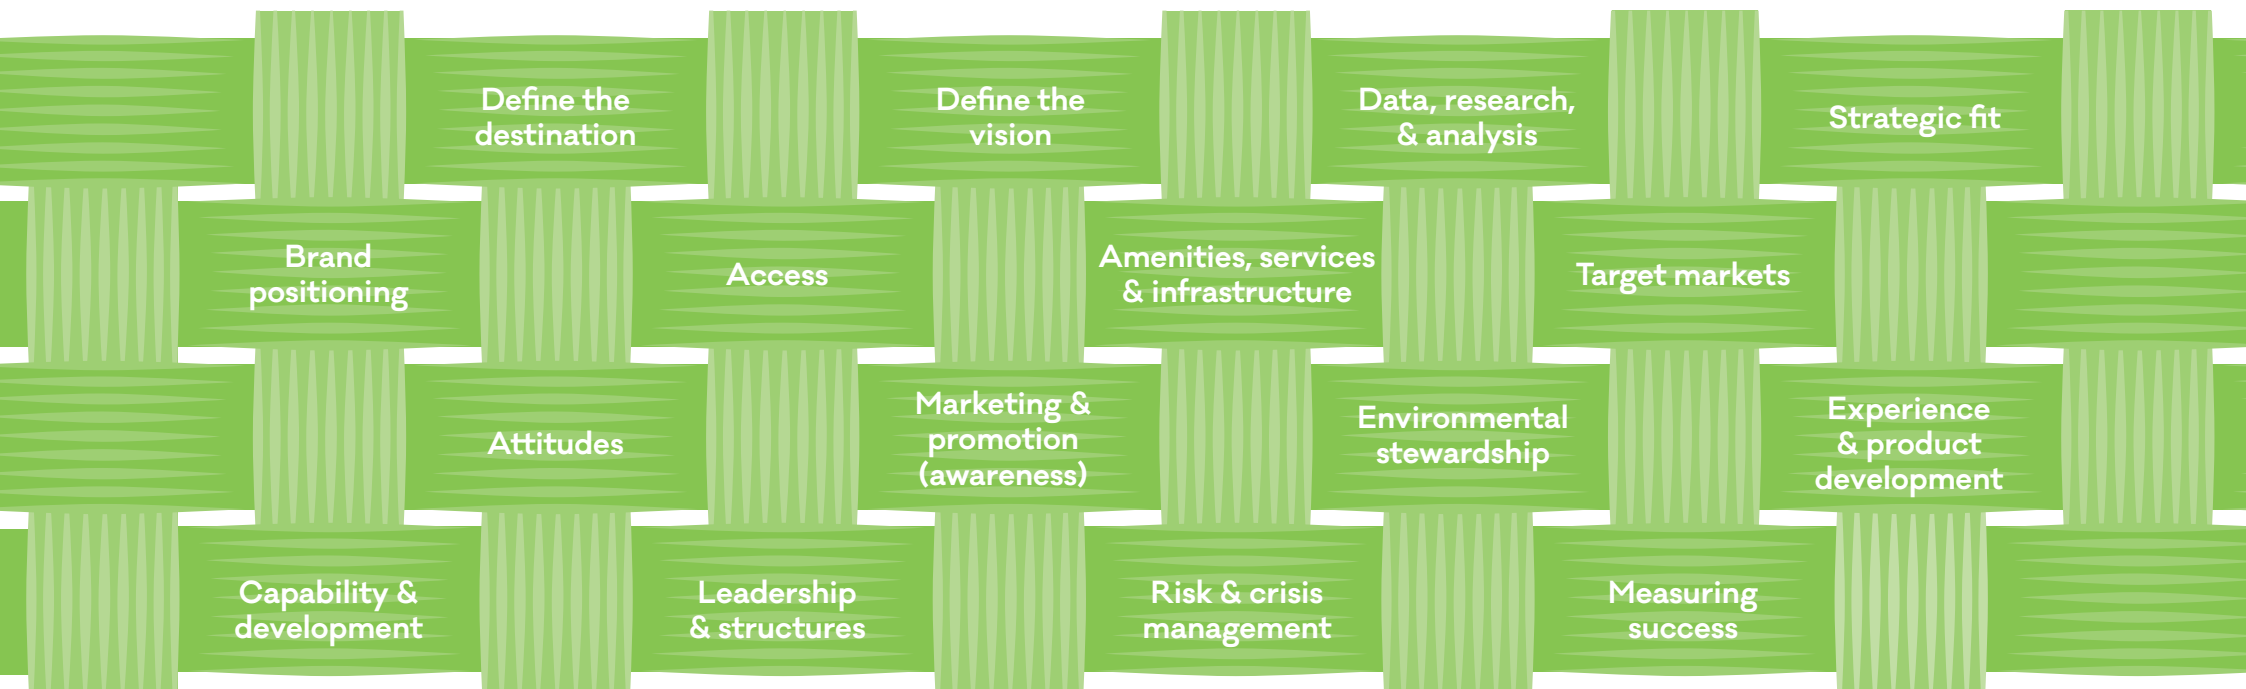 Define the
destination
Define the
vision
Data, research,
& analysis
Strategic fit
Brand
positioning
Access
Amenities, services
& infrastructure
Target markets
Attitudes
Marketing &
promotion
(awareness)
Environmental
stewardship
Experience
& product
development
Capability &
development
Leadership
& structures
Risk & crisis
management
Measuring
success